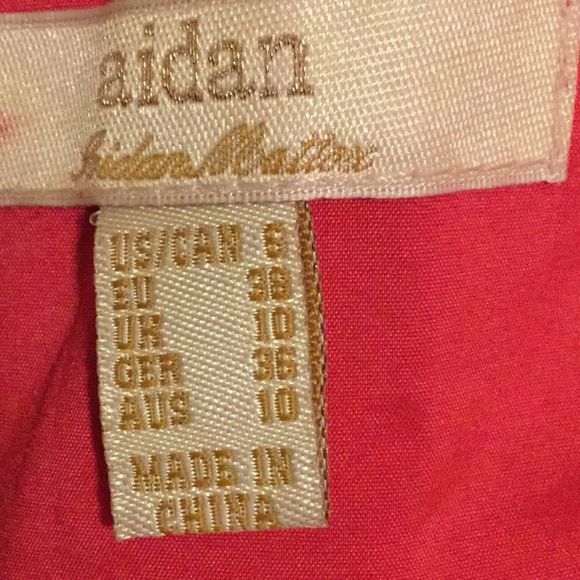 aidan
Aidan Mattox
US/CAN 6
EU 38
UK 10
GER 36
AUS 10
MADE IN
CHINA